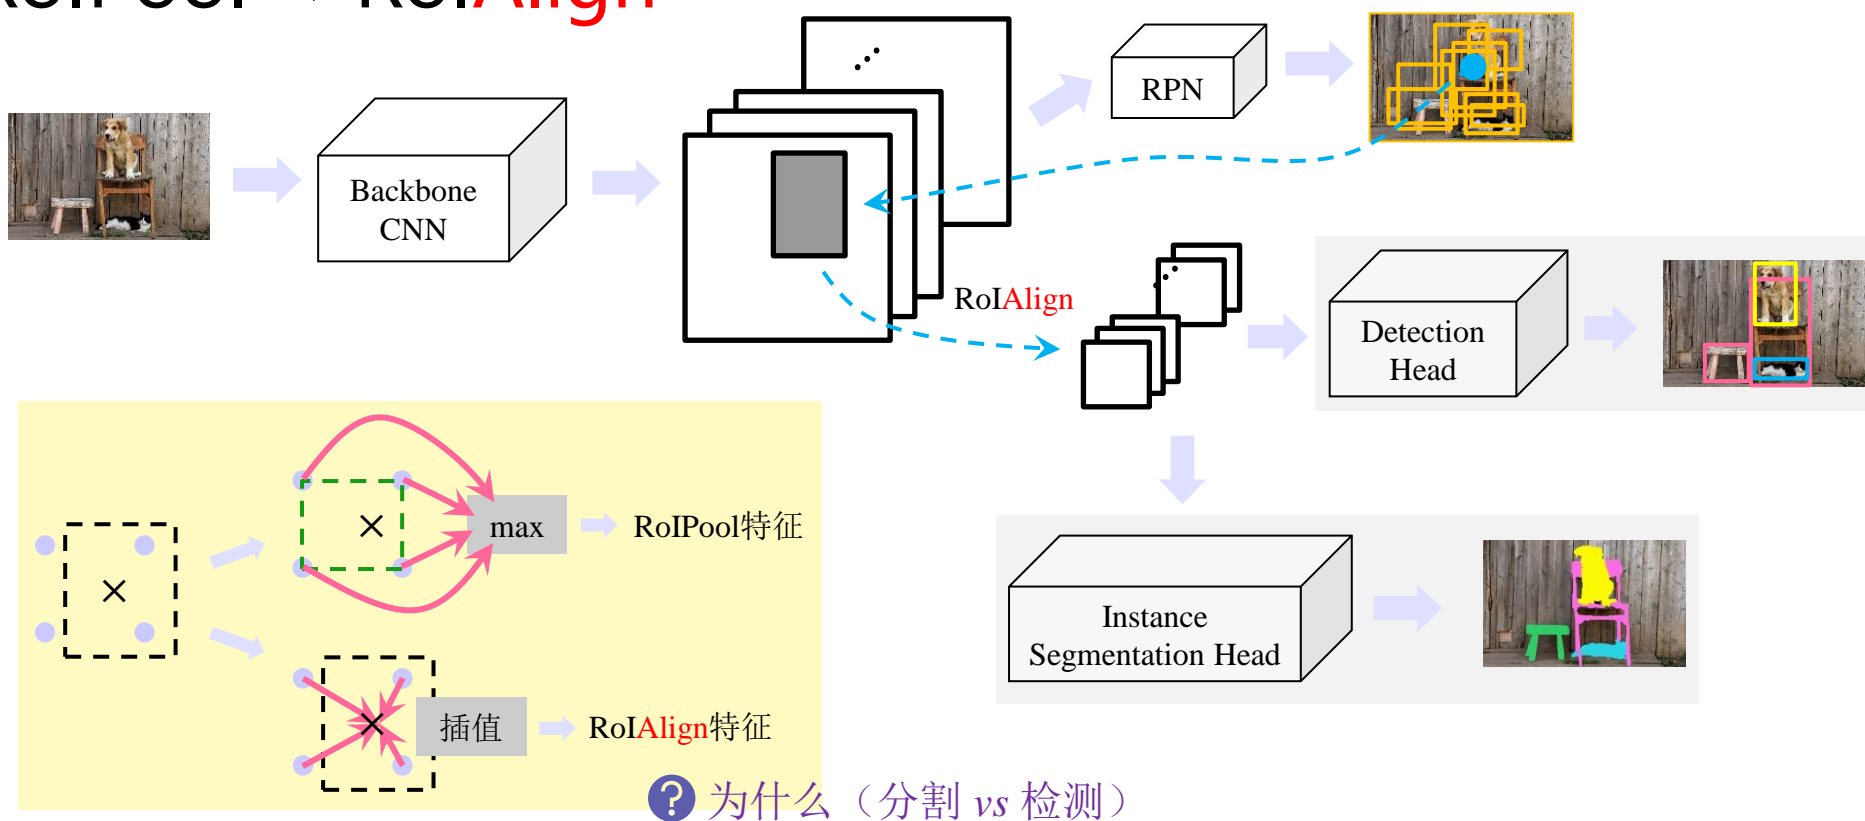 RoIPool → RoIAlign
RPN
Backbone
CNN
RoIAlign
Detection
Head
max
RoIPool特征
Instance
Segmentation Head
插值
RoIAlign特征
? 为什么（分割 vs 检测）